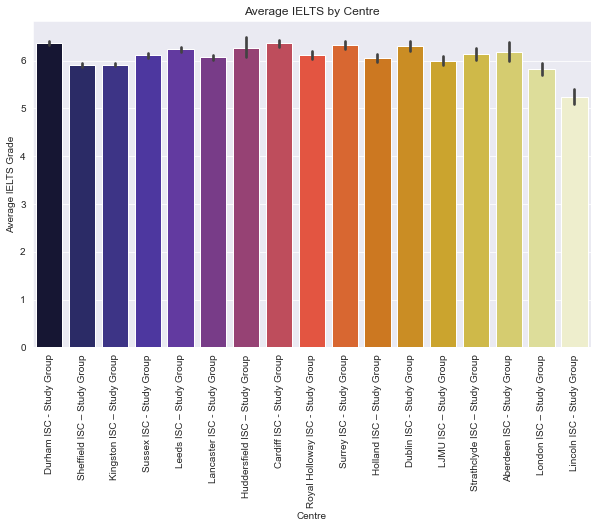 Average IELTS by Centre
Average IELTS Grade
6
5
4
3
2
1
0
Durham ISC - Study Group
Sheffield ISC – Study Group
Kingston ISC – Study Group
Sussex ISC - Study Group
Leeds ISC – Study Group
Lancaster ISC - Study Group
Huddersfield ISC – Study Group
Cardiff ISC - Study Group
Royal Holloway ISC - Study Group
Surrey ISC - Study Group
Holland ISC – Study Group
Dublin ISC - Study Group
LJMU ISC – Study Group
Strathclyde ISC – Study Group
Aberdeen ISC - Study Group
London ISC – Study Group
Lincoln ISC - Study Group
Centre